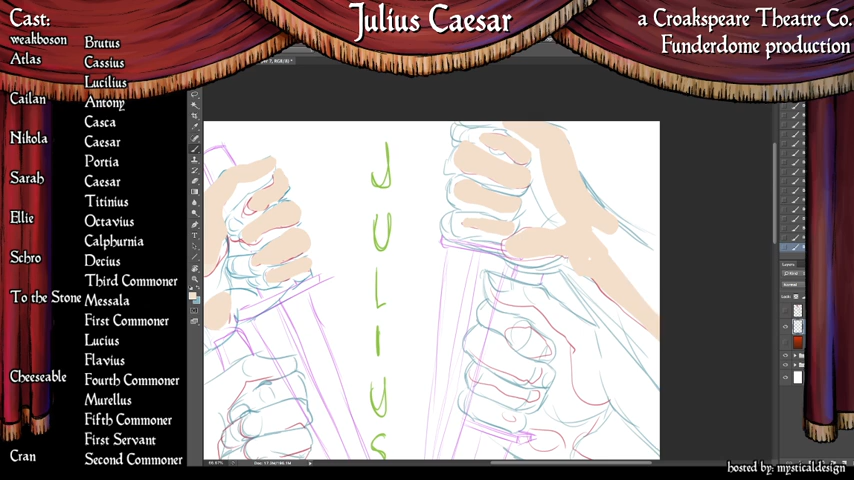 Cast:
weakboson
Brutus
Atlas
Cassius
Lucilius
Cailan
Antony
Casca
Nikola
Caesar
Portia
Sarah
Caesar
Titinius
Ellie
Octavius
Calphurnia
Schro
Decius
Third Commoner
To the Stone
Messala
First Commoner
Lucius
Flavius
Cheeseable
Fourth Commoner
Murellus
Fifth Commoner
First Servant
Cran
Second Commoner
Julius Caesar
a Croakspeare Theatre Co.
Funderdome production
JULIUS
Layers
hosted by: mysticaldesign